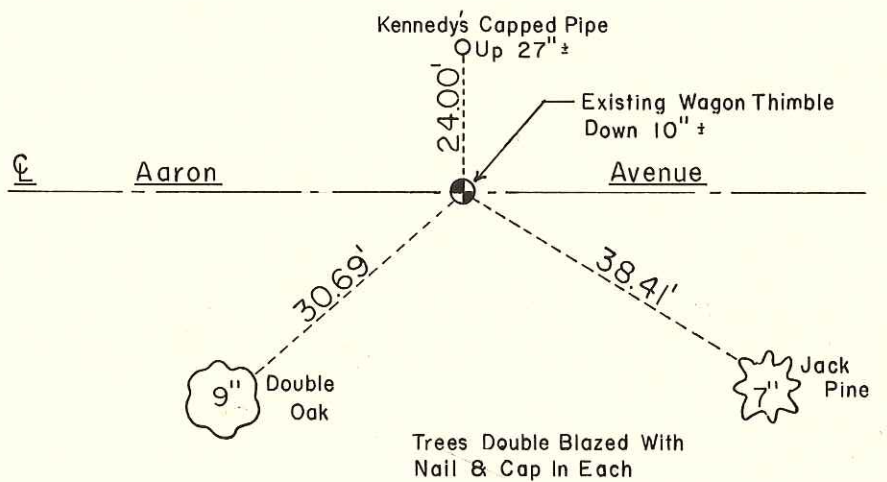 Kennedy's Capped Pipe
Up 27" ±
24.00'
Existing Wagon Thimble
Down 10" ±
℄ Aaron Avenue
30.69'
38.41'
9" Double
Oak
7" Jack
Pine
Trees Double Blazed With
Nail & Cap In Each